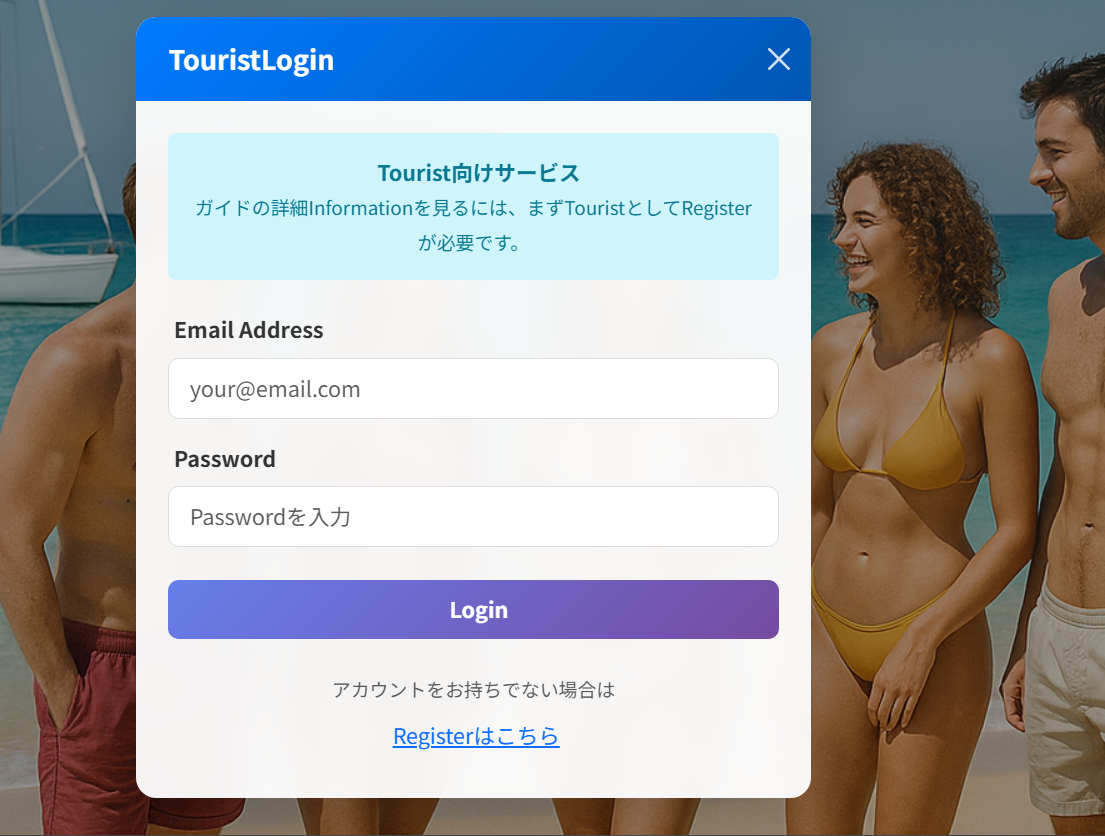 TouristLogin
Tourist向けサービス
ガイドの詳細Informationを見るには、まずTouristとしてRegister
が必要です。
Email Address
your@email.com
Password
Passwordを入力
Login
アカウントをお持ちでない場合は
Registerはこちら